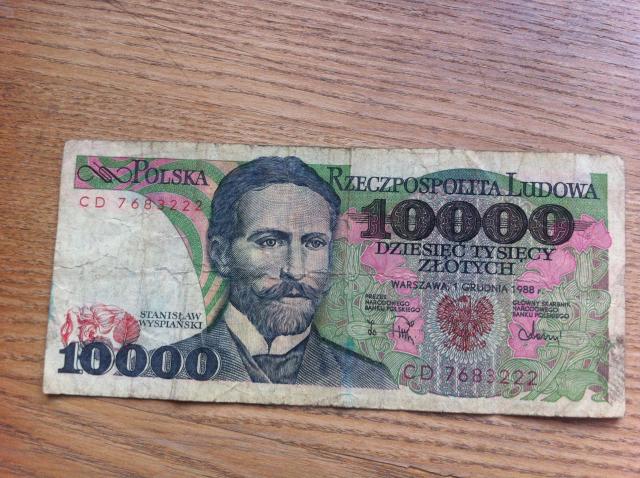 POLSKA RZECZPOSPOLITA LUDOWA
CD 7683222
10000
DZIESIĘĆ TYSIĘCY
ZŁOTYCH
WARSZAWA, 1 GRUDNIA 1988 r.
PREZES
NARODOWEGO
BANKU POLSKIEGO
GŁÓWNY SKARBNIK
NARODOWEGO
BANKU POLSKIEGO
STANISŁAW
WYSPIAŃSKI
10000
CD 7683222